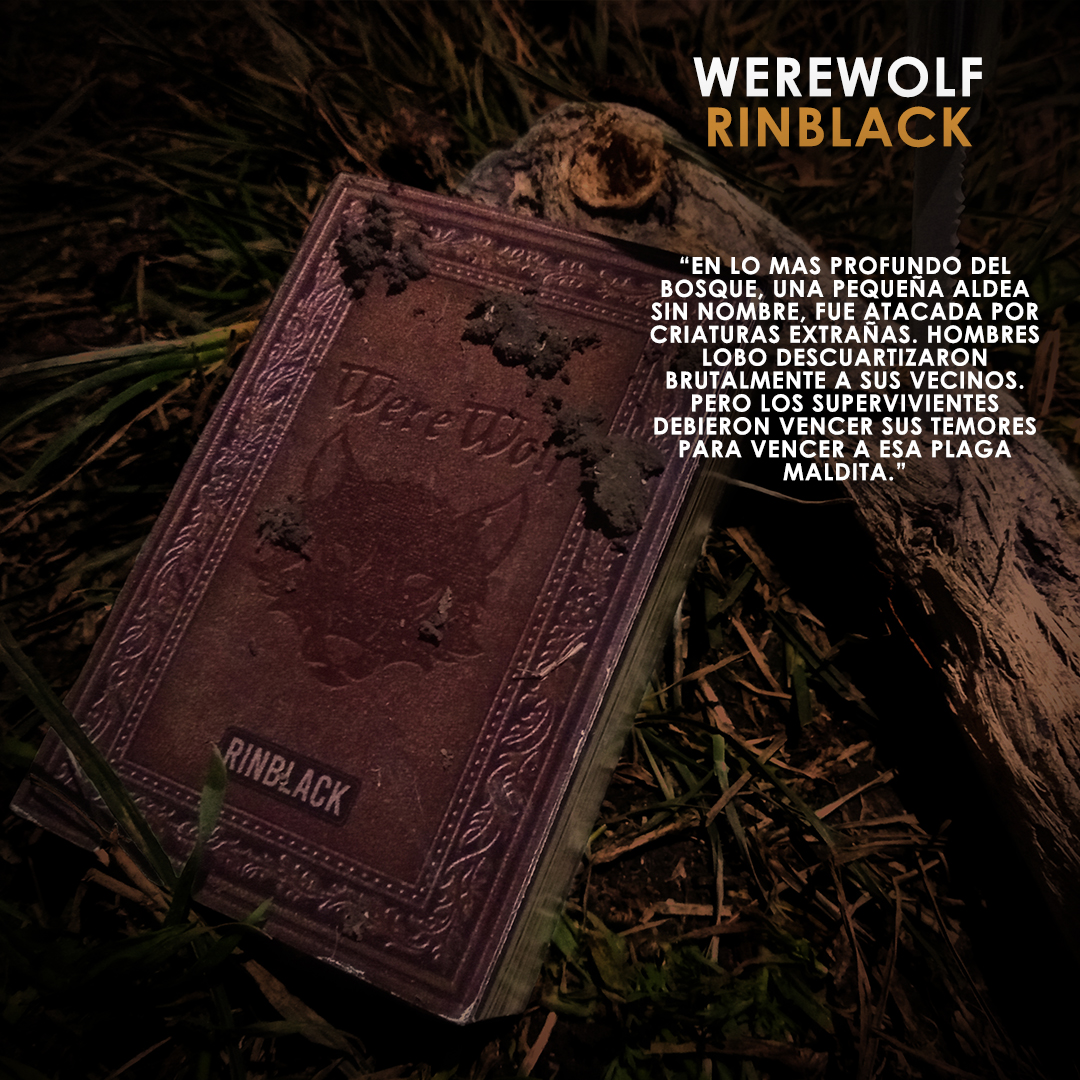 WEREWOLF
RINBLACK
“EN LO MAS PROFUNDO DEL
BOSQUE, UNA PEQUEÑA ALDEA
SIN NOMBRE, FUE ATACADA POR
CRIATURAS EXTRAÑAS. HOMBRES
LOBO DESCUARTIZARON
BRUTALMENTE A SUS VECINOS.
PERO LOS SUPERVIVIENTES
DEBIERON VENCER SUS TEMORES
PARA VENCER A ESA PLAGA
MALDITA.”
WereWolf
RINBLACK